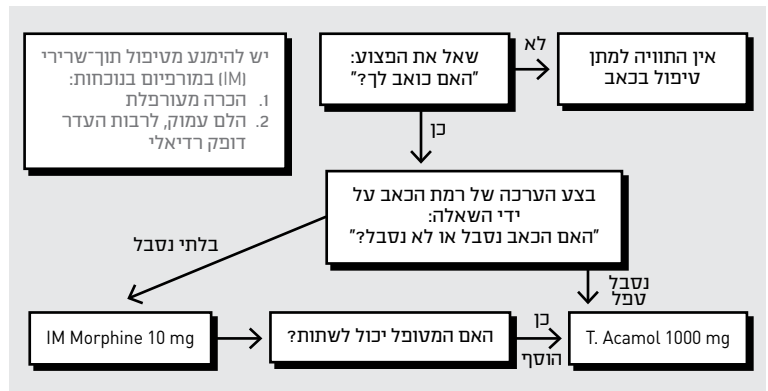 יש להימנע מטיפול תוך־שרירי
(IM) במורפיום בנוכחות:
1. הכרה מעורפלת
2. הלם עמוק, לרבות העדר
דופק רדיאלי
שאל את הפצוע:
"האם כואב לך?"
לא
אין התוויה למתן
טיפול בכאב
כן
בצע הערכה של רמת הכאב על
ידי השאלה:
"האם הכאב נסבל או לא נסבל?"
בלתי נסבל
נסבל
טפל
IM Morphine 10 mg
האם המטופל יכול לשתות?
כן
הוסף
T. Acamol 1000 mg